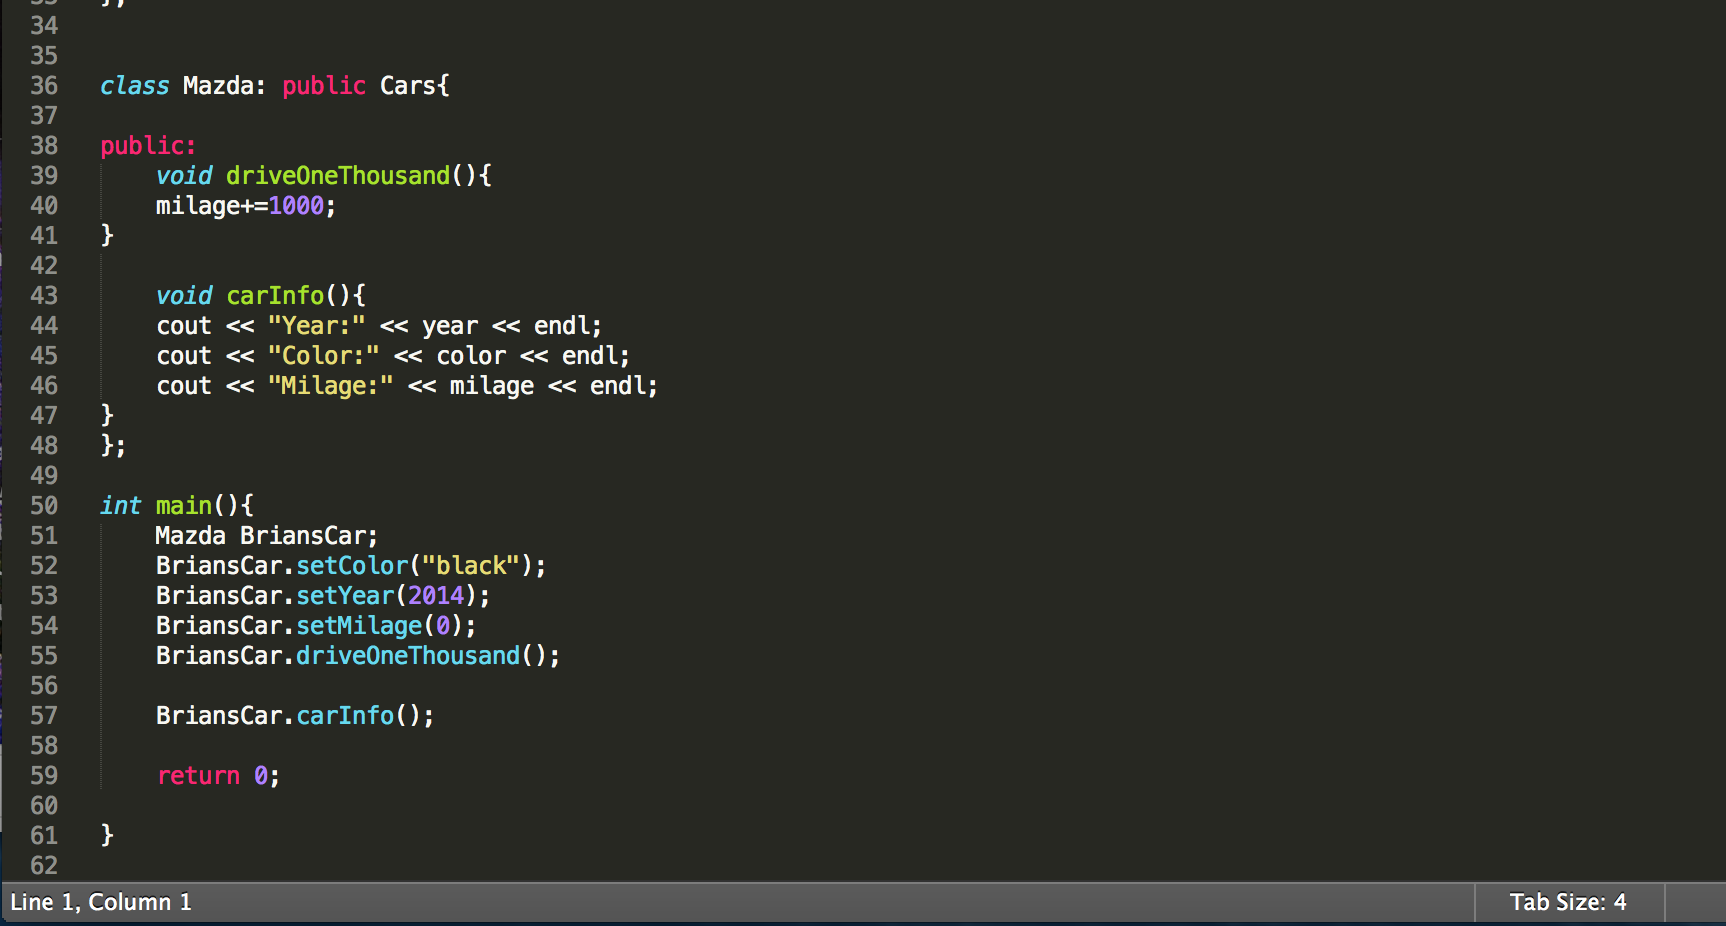 33 };
34
35
36 class Mazda: public Cars{
37
38 public:
39 void driveOneThousand(){
40 milage+=1000;
41 }
42
43 void carInfo(){
44 cout << "Year:" << year << endl;
45 cout << "Color:" << color << endl;
46 cout << "Milage:" << milage << endl;
47 }
48 };
49
50 int main(){
51 Mazda BriansCar;
52 BriansCar.setColor("black");
53 BriansCar.setYear(2014);
54 BriansCar.setMilage(0);
55 BriansCar.driveOneThousand();
56
57 BriansCar.carInfo();
58
59 return 0;
60
61 }
62
Line 1, Column 1
Tab Size: 4